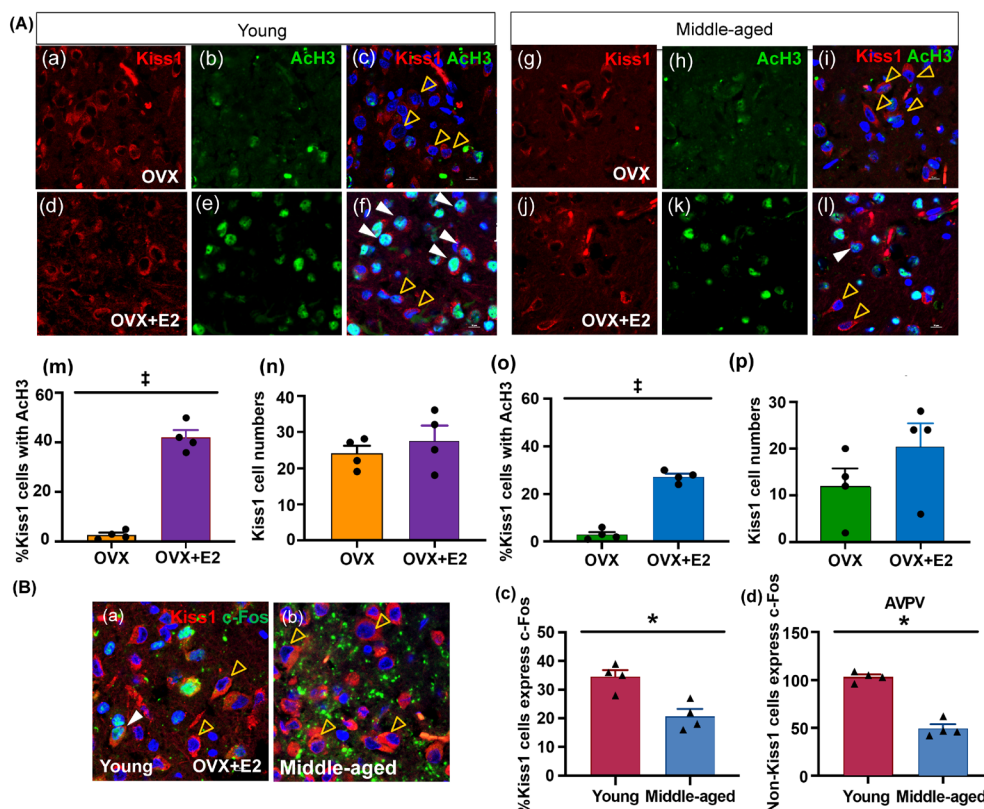 (A)
Young
Middle-aged
(a)
Kiss1
(b)
AcH3
(c)
Kiss1 AcH3
(g)
Kiss1
(h)
AcH3
(i)
Kiss1 AcH3
OVX
OVX
(d)
(e)
(f)
(j)
(k)
(l)
OVX+E2
OVX+E2
(m)
‡
%Kiss1 cells with AcH3
60
40
20
0
OVX
OVX+E2
(n)
Kiss1 cell numbers
40
30
20
10
0
OVX
OVX+E2
(o)
‡
%Kiss1 cells with AcH3
60
40
20
0
OVX
OVX+E2
(p)
Kiss1 cell numbers
30
20
10
0
OVX
OVX+E2
(B)
(a)
Kiss1 c-Fos
Young
OVX+E2
(b)
Middle-aged
(c)
*
%Kiss1 cells express c-Fos
50
40
30
20
10
0
Young
Middle-aged
(d)
AVPV
*
Non-Kiss1 cells express c-Fos
150
100
50
0
Young
Middle-aged